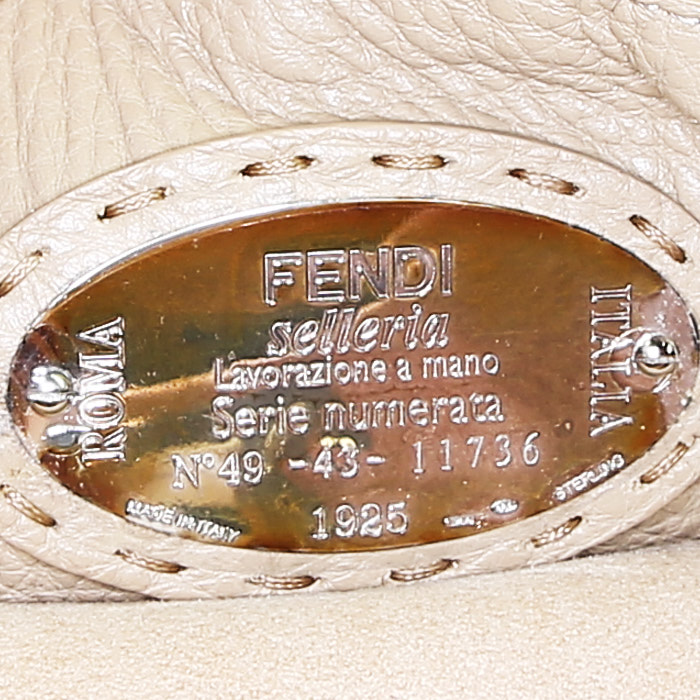 FENDI
selleria
Lavorazione a mano
Serie numerata
N° 49 -43- 11736
1925
ROMA
ITALIA
MADE IN ITALY
STERLING